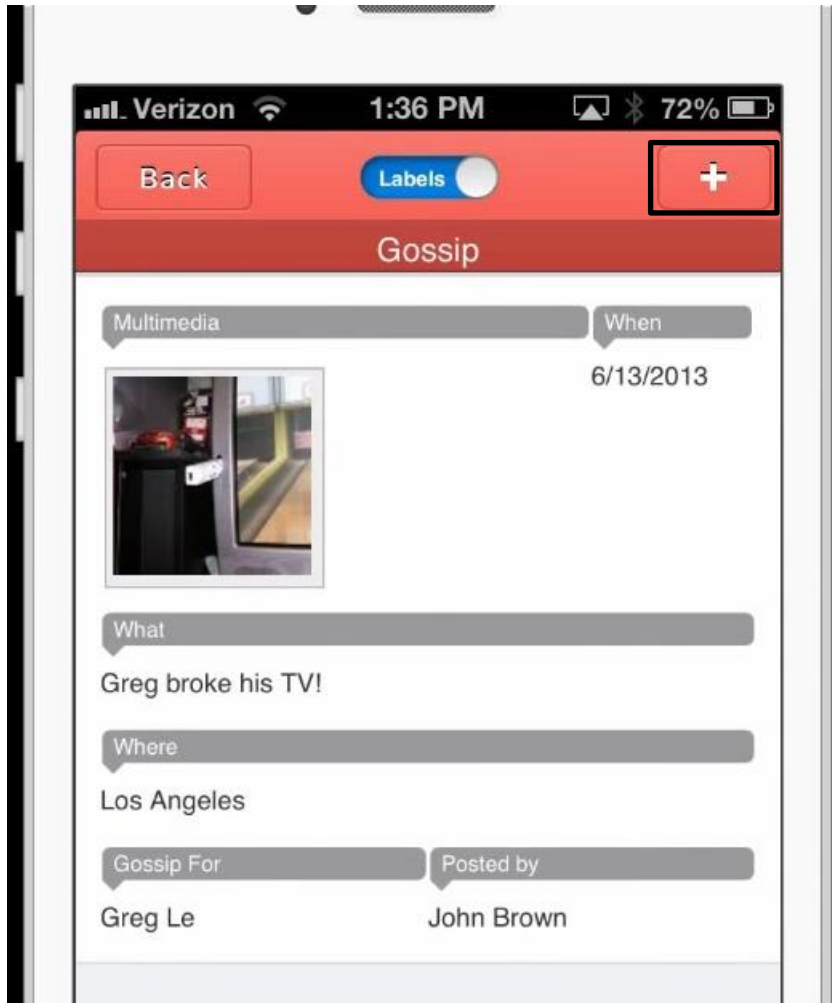 Verizon 1:36 PM 72%
Back Labels +
Gossip
Multimedia When
6/13/2013
What
Greg broke his TV!
Where
Los Angeles
Gossip For Posted by
Greg Le John Brown